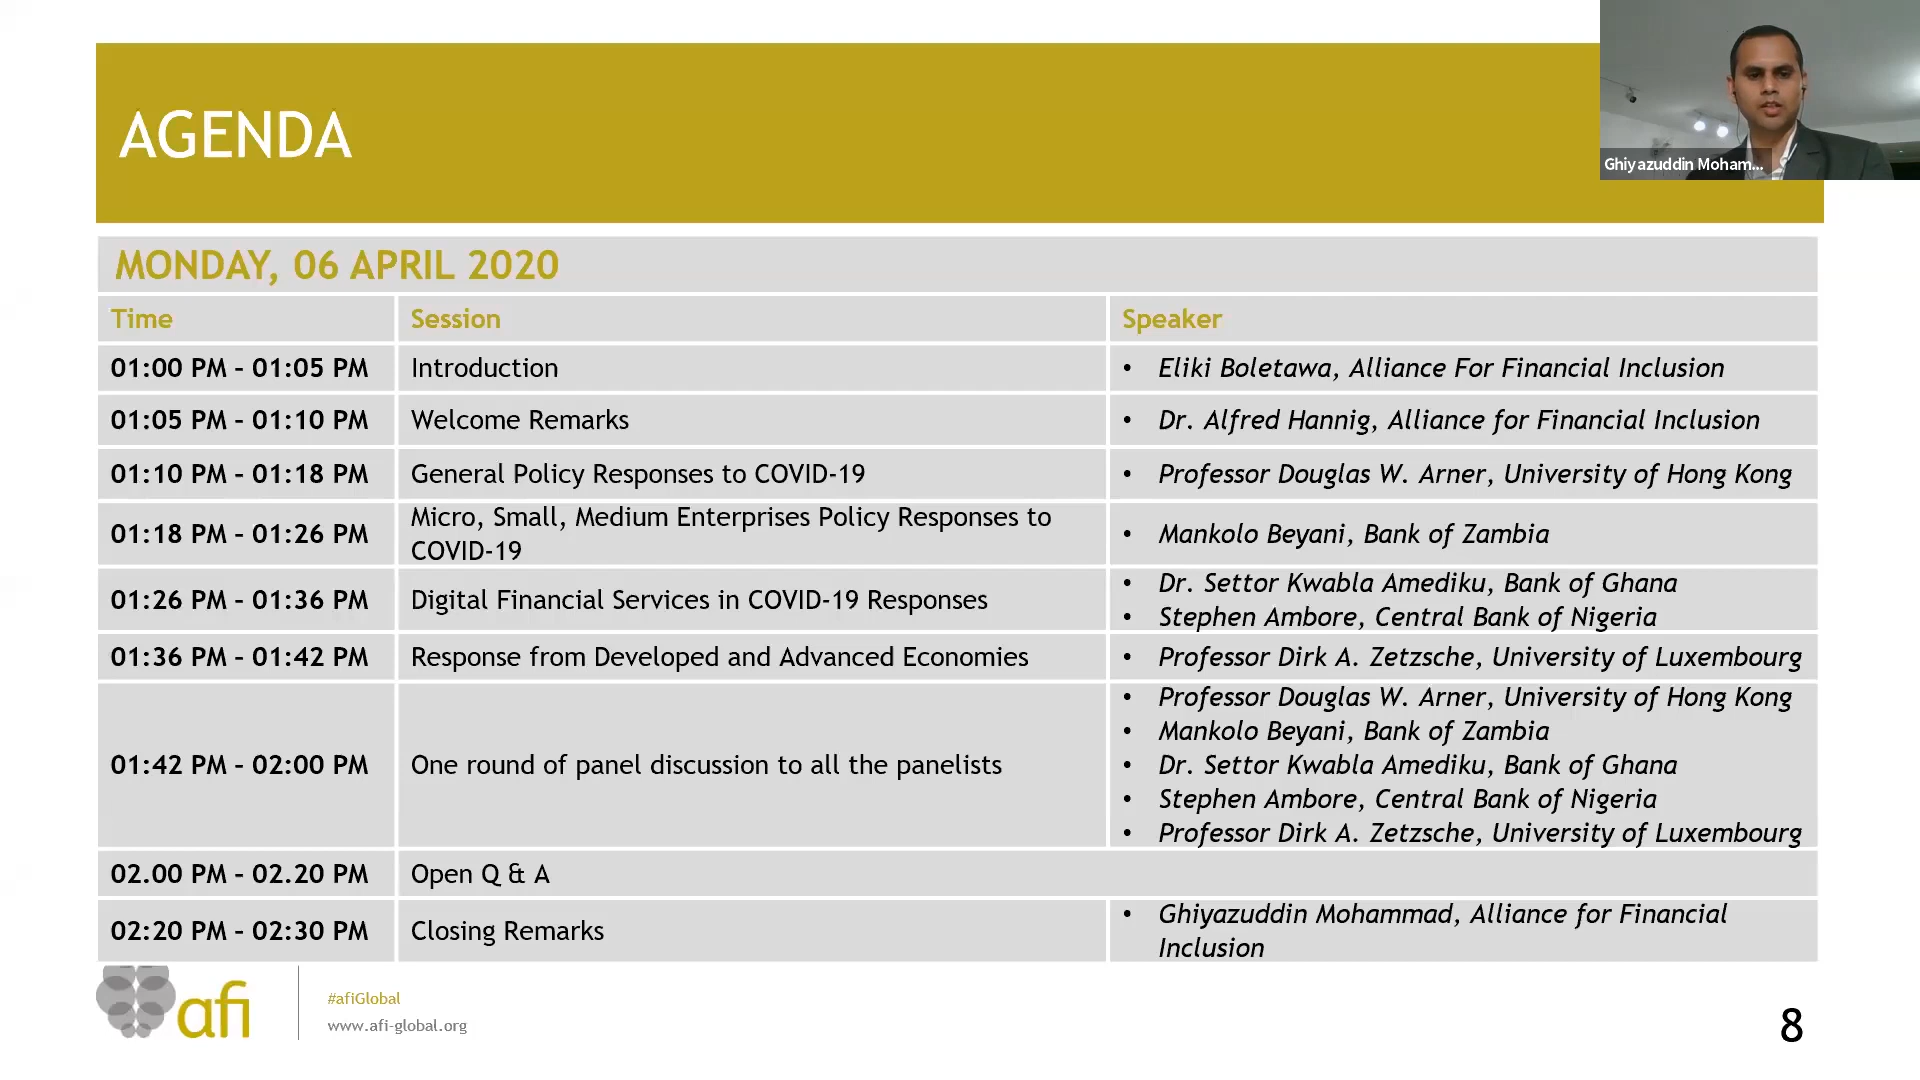 AGENDA
Ghiyazuddin Moham...
MONDAY, 06 APRIL 2020
Time Session Speaker
01:00 PM – 01:05 PM Introduction • Eliki Boletawa, Alliance For Financial Inclusion
01:05 PM – 01:10 PM Welcome Remarks • Dr. Alfred Hannig, Alliance for Financial Inclusion
01:10 PM – 01:18 PM General Policy Responses to COVID-19 • Professor Douglas W. Arner, University of Hong Kong
01:18 PM – 01:26 PM Micro, Small, Medium Enterprises Policy Responses to
COVID-19 • Mankolo Beyani, Bank of Zambia
01:26 PM – 01:36 PM Digital Financial Services in COVID-19 Responses • Dr. Settor Kwabla Amediku, Bank of Ghana
• Stephen Ambore, Central Bank of Nigeria
01:36 PM – 01:42 PM Response from Developed and Advanced Economies • Professor Dirk A. Zetzsche, University of Luxembourg
01:42 PM – 02:00 PM One round of panel discussion to all the panelists • Professor Douglas W. Arner, University of Hong Kong
• Mankolo Beyani, Bank of Zambia
• Dr. Settor Kwabla Amediku, Bank of Ghana
• Stephen Ambore, Central Bank of Nigeria
• Professor Dirk A. Zetzsche, University of Luxembourg
02.00 PM – 02.20 PM Open Q & A
02:20 PM – 02:30 PM Closing Remarks • Ghiyazuddin Mohammad, Alliance for Financial
Inclusion
afi
#afiGlobal
www.afi-global.org
8